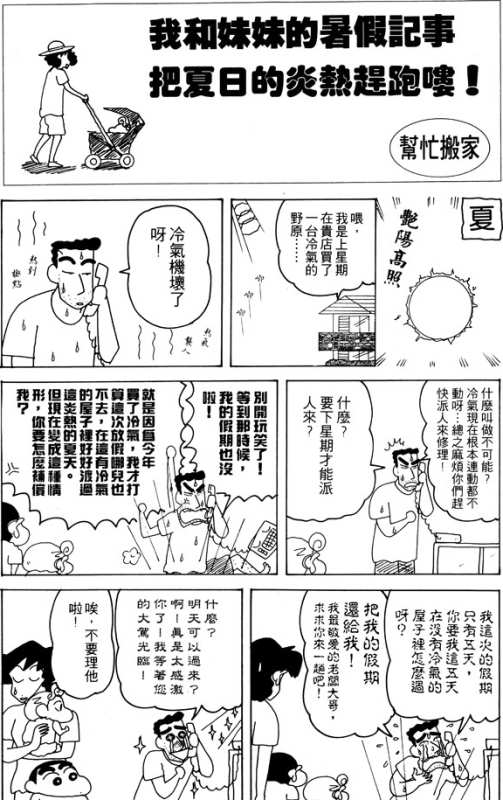 我和妹妹的暑假記事
把夏日的炎熱趕跑嘍！
幫忙搬家
夏
艷陽高照
喂，
我是上星期
在貴店買了
一台冷氣的
野原……
冷氣機壞了
呀！
什麼叫做不可能？
冷氣現在根本連動都不
動呀…總之麻煩你們趕
快派人來修理！
什麼？
要下星期才能派
人來？
別開玩笑了！
等到那時候，
我的假期也沒
啦！
就是因為今年
買了冷氣，我才打
算這次放假哪兒也
不去，在這有冷氣
的屋子裡好好渡過
這炎熱的夏天。
但現在變成這種情
形，你要怎麼補償
我？
我這次的假期
只有五天，
你要我這五天
在沒有冷氣的
屋子裡怎麼過
呀？
把我的假期
還給我！
我最敬愛的老闆大哥，
求求你來一趟吧！
什麼？
明天可以過來？
啊！真是太感激
你了！我等著您
的大駕光臨！
唉，不要理他
啦！